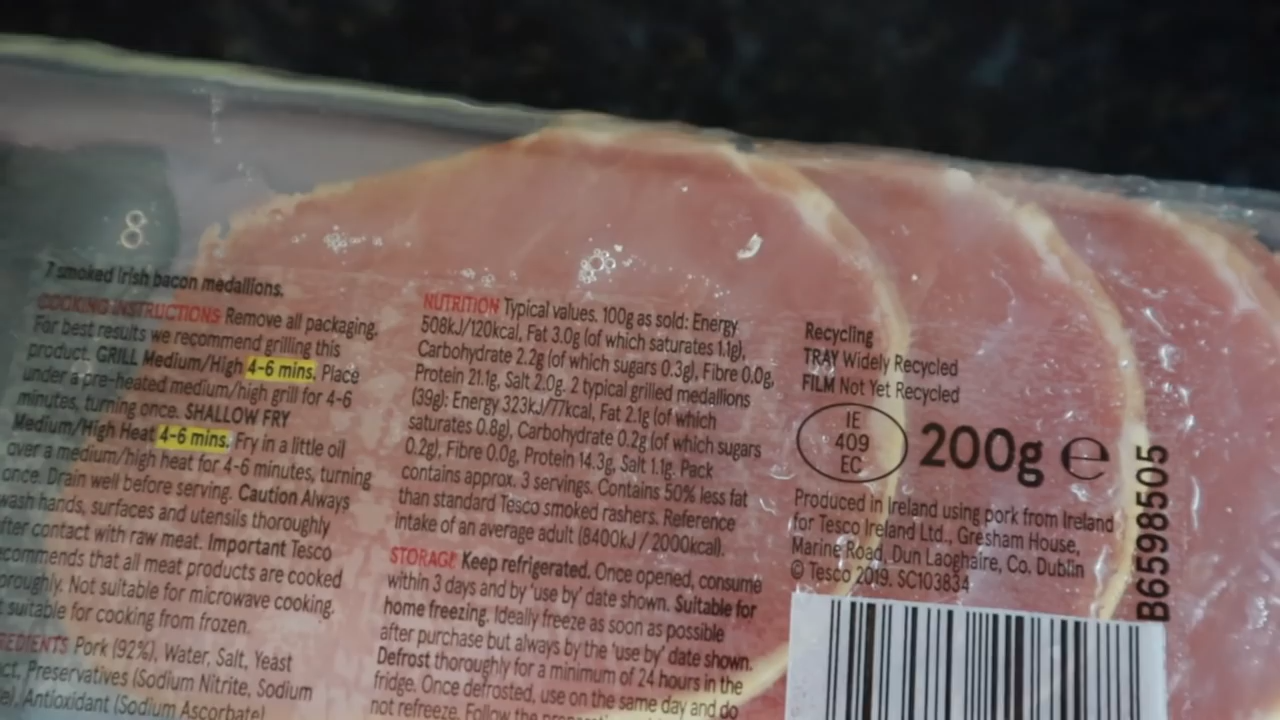 8
7 smoked Irish bacon medallions.
COOKING INSTRUCTIONS Remove all packaging.
For best results we recommend grilling this
product. GRILL Medium/High 4-6 mins. Place
under a pre-heated medium/high grill for 4-6
minutes, turning once. SHALLOW FRY
Medium/High Heat 4-6 mins. Fry in a little oil
over a medium/high heat for 4-6 minutes, turning
once. Drain well before serving. Caution Always
wash hands, surfaces and utensils thoroughly
after contact with raw meat. Important Tesco
recommends that all meat products are cooked
thoroughly. Not suitable for microwave cooking.
suitable for cooking from frozen.
REDIENTS Pork (92%), Water, Salt, Yeast
Preservatives (Sodium Nitrite, Sodium
Antioxidant (Sodium Ascorbate)
NUTRITION Typical values. 100g as sold: Energy
508kJ/120kcal, Fat 3.0g (of which saturates 1.1g),
Carbohydrate 2.2g (of which sugars 0.3g), Fibre 0.0g,
Protein 21.1g, Salt 2.0g. 2 typical grilled medallions
(39g): Energy 323kJ/77kcal, Fat 2.1g (of which
saturates 0.8g), Carbohydrate 0.2g (of which sugars
0.2g), Fibre 0.0g, Protein 14.3g, Salt 1.1g. Pack
contains approx. 3 servings. Contains 50% less fat
than standard Tesco smoked rashers. Reference
intake of an average adult (8400kJ / 2000kcal).
STORAGE Keep refrigerated. Once opened, consume
within 3 days and by 'use by' date shown. Suitable for
home freezing. Ideally freeze as soon as possible
after purchase but always by the 'use by' date shown.
Defrost thoroughly for a minimum of 24 hours in the
fridge. Once defrosted, use on the same day and do
not refreeze. Follow the
Recycling
TRAY Widely Recycled
FILM Not Yet Recycled
IE
409
EC
200g e
Produced in Ireland using pork from Ireland
for Tesco Ireland Ltd., Gresham House,
Marine Road, Dun Laoghaire, Co. Dublin
© Tesco 2019. SC103834
B6598505